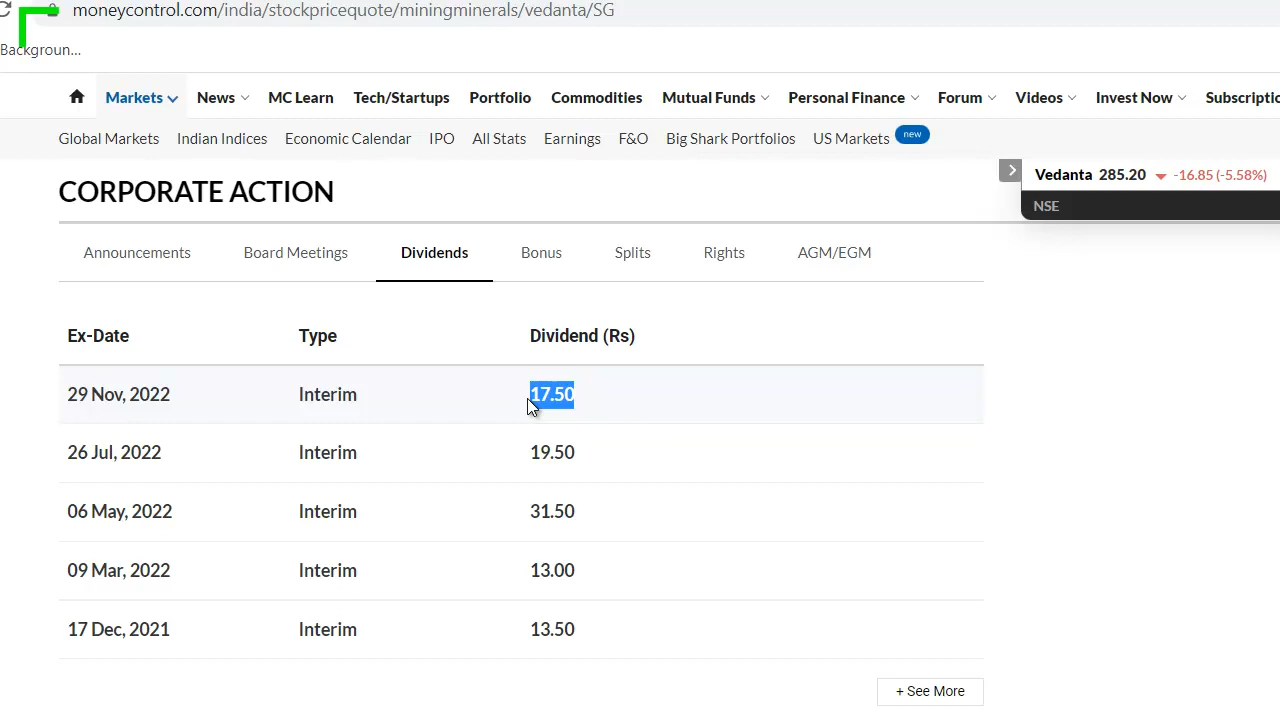 moneycontrol.com/india/stockpricequote/miningminerals/vedanta/SG
Backgroun...
Markets News MC Learn Tech/Startups Portfolio Commodities Mutual Funds Personal Finance Forum Videos Invest Now Subscriptio
Global Markets Indian Indices Economic Calendar IPO All Stats Earnings F&O Big Shark Portfolios US Markets new
Vedanta 285.20 -16.85 (-5.58%)
NSE
CORPORATE ACTION
Announcements Board Meetings Dividends Bonus Splits Rights AGM/EGM
Ex-Date Type Dividend (Rs)
29 Nov, 2022 Interim 17.50
26 Jul, 2022 Interim 19.50
06 May, 2022 Interim 31.50
09 Mar, 2022 Interim 13.00
17 Dec, 2021 Interim 13.50
+ See More